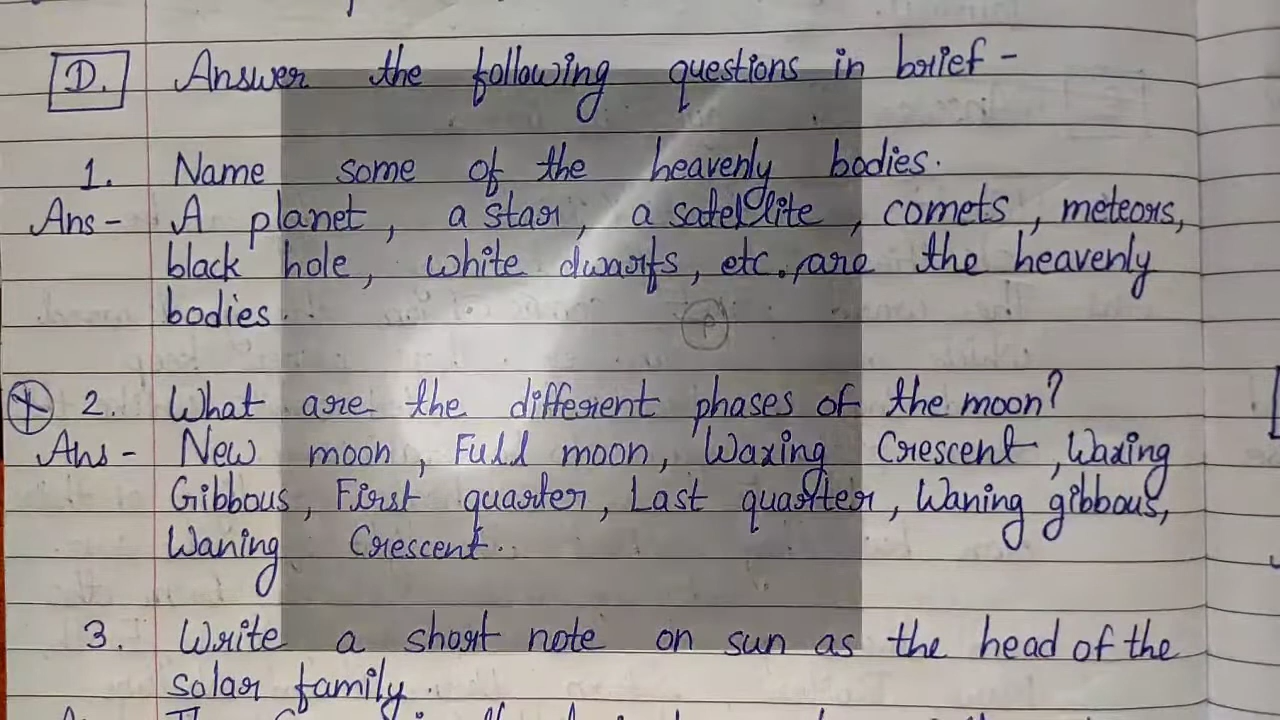 D. Answer the following questions in brief -
1. Name some of the heavenly bodies.
Ans - A planet, a star, a satellite, comets, meteors,
black hole, white dwarfs, etc. are the heavenly
bodies.
2. What are the different phases of the moon?
Ans - New moon, Full moon, Waxing Crescent, Waxing
Gibbous, First quarter, Last quarter, Waning gibbous,
Waning Crescent.
3. Write a short note on sun as the head of the
solar family.